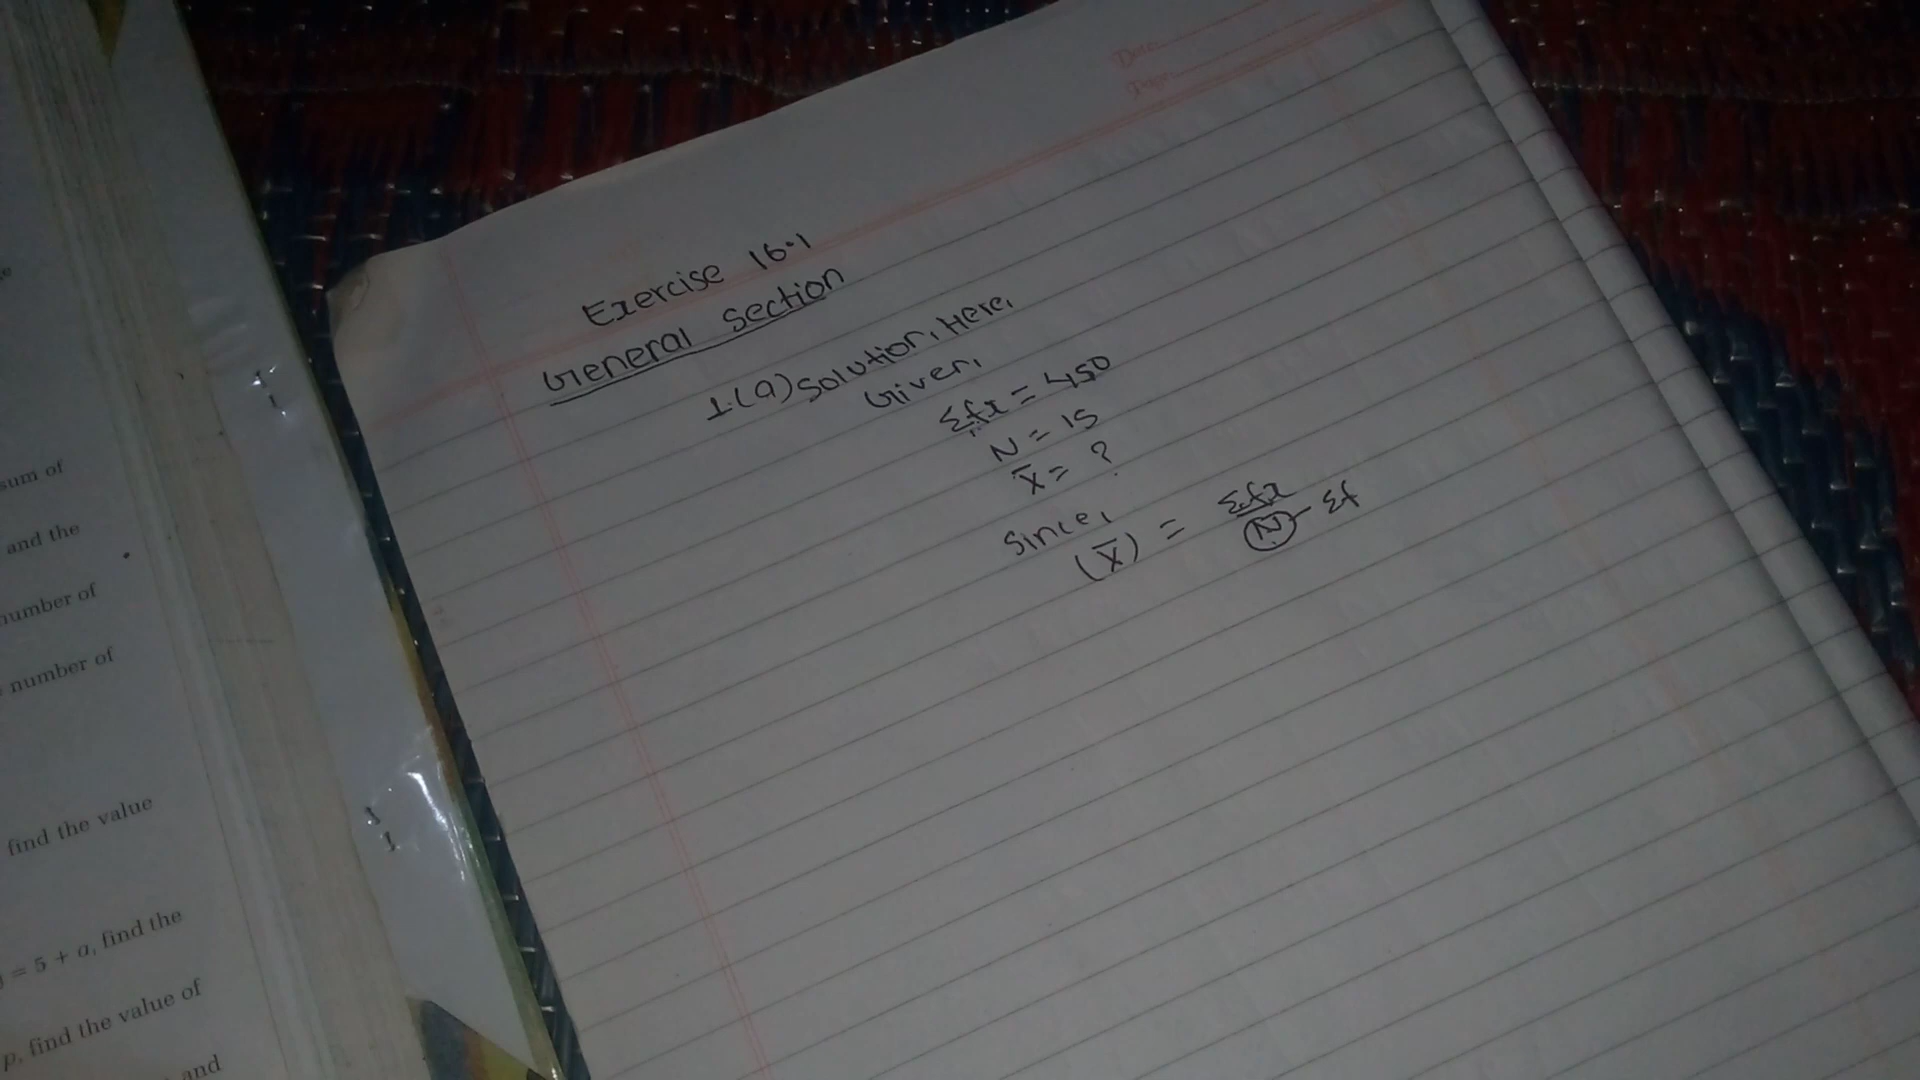 sum of
and the
number of
number of
find the value
= 5 + a, find the
p, find the value of
and
Exercise 16.1
General Section
1.(a) Solution, Here,
Given,
Σfx = 450
N = 15
X̄ = ?
Since,
(X̄) = Σfx / N - Σf